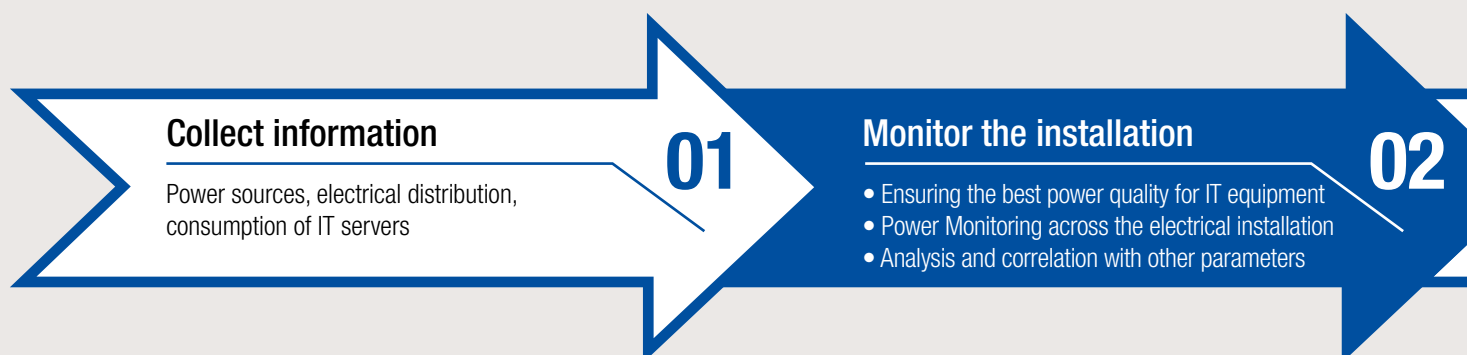 Collect information
01
Power sources, electrical distribution,
consumption of IT servers
Monitor the installation
02
• Ensuring the best power quality for IT equipment
• Power Monitoring across the electrical installation
• Analysis and correlation with other parameters